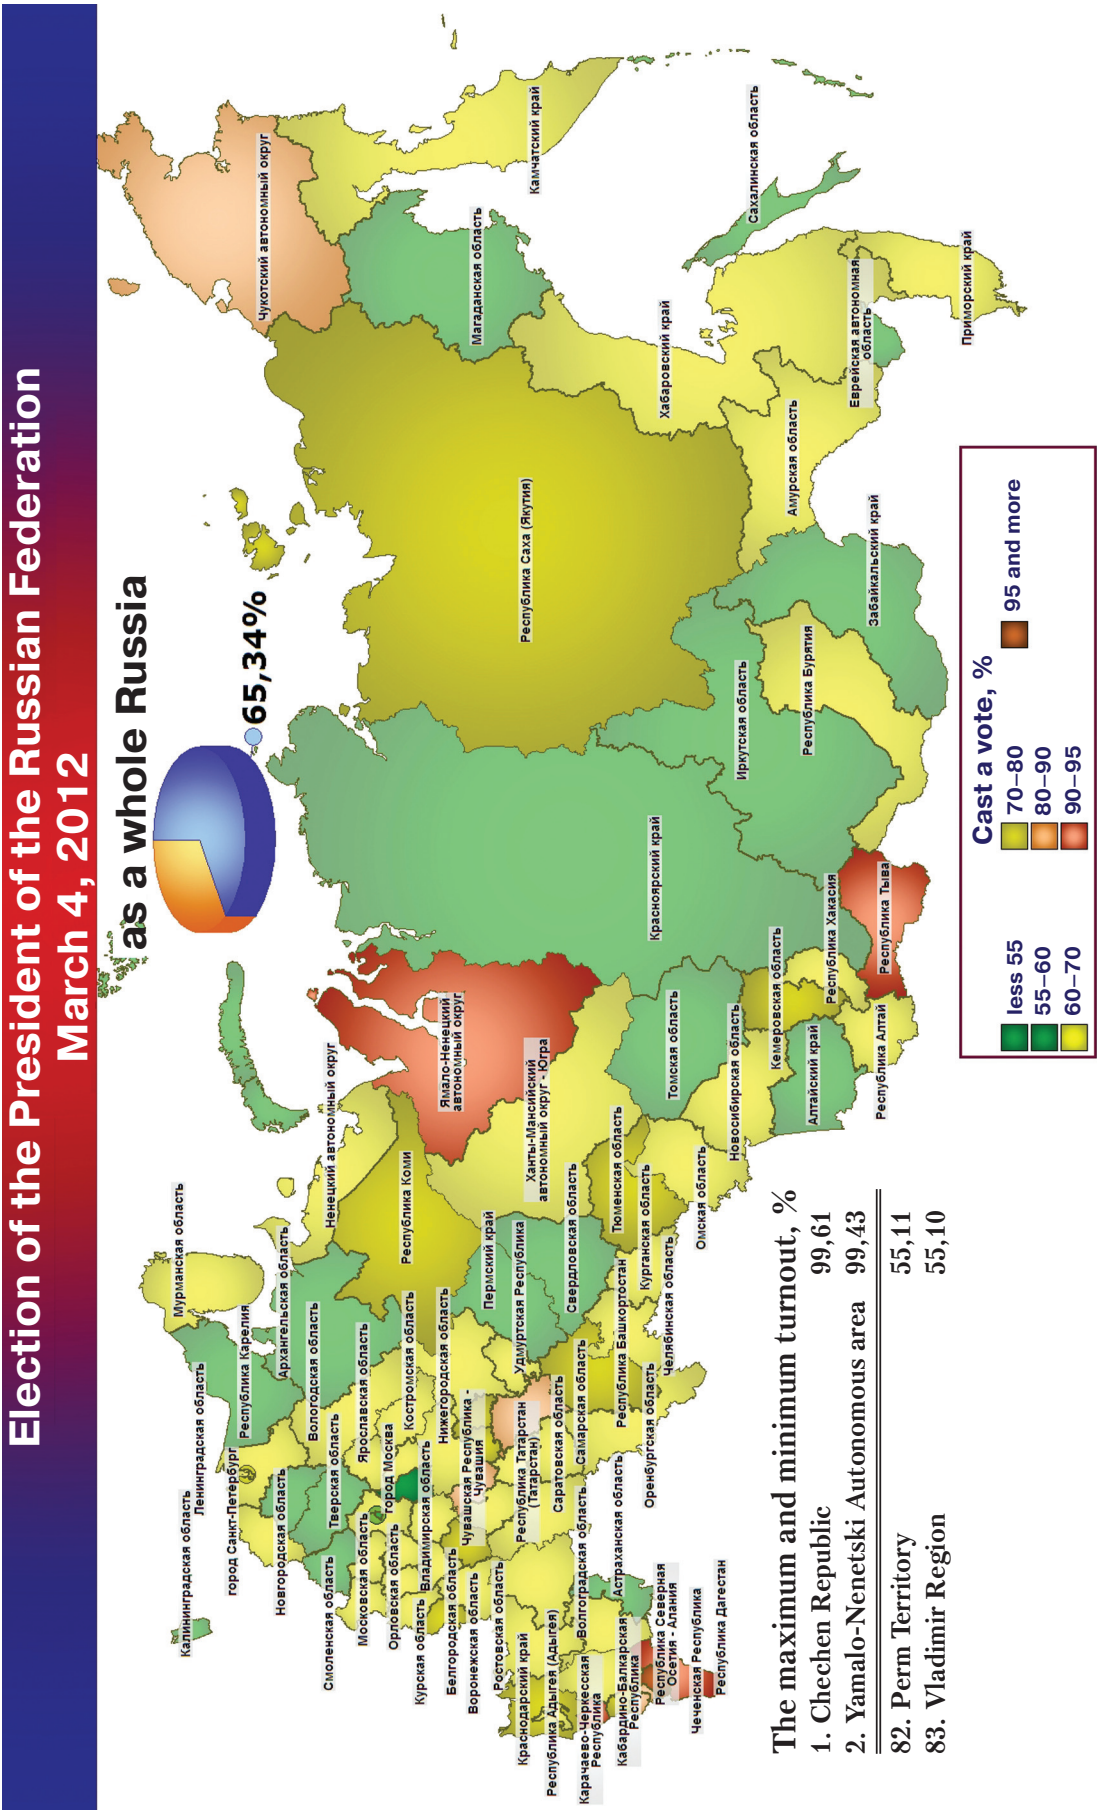 Election of the President of the Russian Federation
March 4, 2012
as a whole Russia
65,34%
Мурманская область
Калининградская область
Ленинградская область
город Санкт-Петербург
Республика Карелия
Архангельская область
Ненецкий автономный округ
Новгородская область
Вологодская область
Смоленская область
Тверская область
Ярославская область
Московская область
город Москва
Костромская область
Республика Коми
Орловская область
Владимирская область
Нижегородская область
Курская область
Белгородская область
Воронежская область
Ростовская область
Чувашская Республика -
Чувашия
Пермский край
Удмуртская Республика
Республика Татарстан
(Татарстан)
Саратовская область
Самарская область
Свердловская область
Краснодарский край
Республика Адыгея (Адыгея)
Волгоградская область
Карачаево-Черкесская
Республика
Кабардино-Балкарская
Республика
Астраханская область
Республика Северная
Осетия - Алания
Чеченская Республика
Республика Дагестан
Республика Башкортостан
Оренбургская область
Челябинская область
Курганская область
Тюменская область
Омская область
Ямало-Ненецкий
автономный округ
Ханты-Мансийский
автономный округ - Югра
Томская область
Новосибирская область
Кемеровская область
Алтайский край
Республика Алтай
Республика Хакасия
Республика Тыва
Красноярский край
Иркутская область
Республика Бурятия
Забайкальский край
Республика Саха (Якутия)
Амурская область
Хабаровский край
Еврейская автономная
область
Приморский край
Сахалинская область
Магаданская область
Камчатский край
Чукотский автономный округ
The maximum and minimum turnout, %
1. Chechen Republic 99,61
2. Yamalo-Nenetski Autonomous area 99,43
82. Perm Territory 55,11
83. Vladimir Region 55,10
Cast a vote, %
less 55
55–60
60–70
70–80
80–90
90–95
95 and more